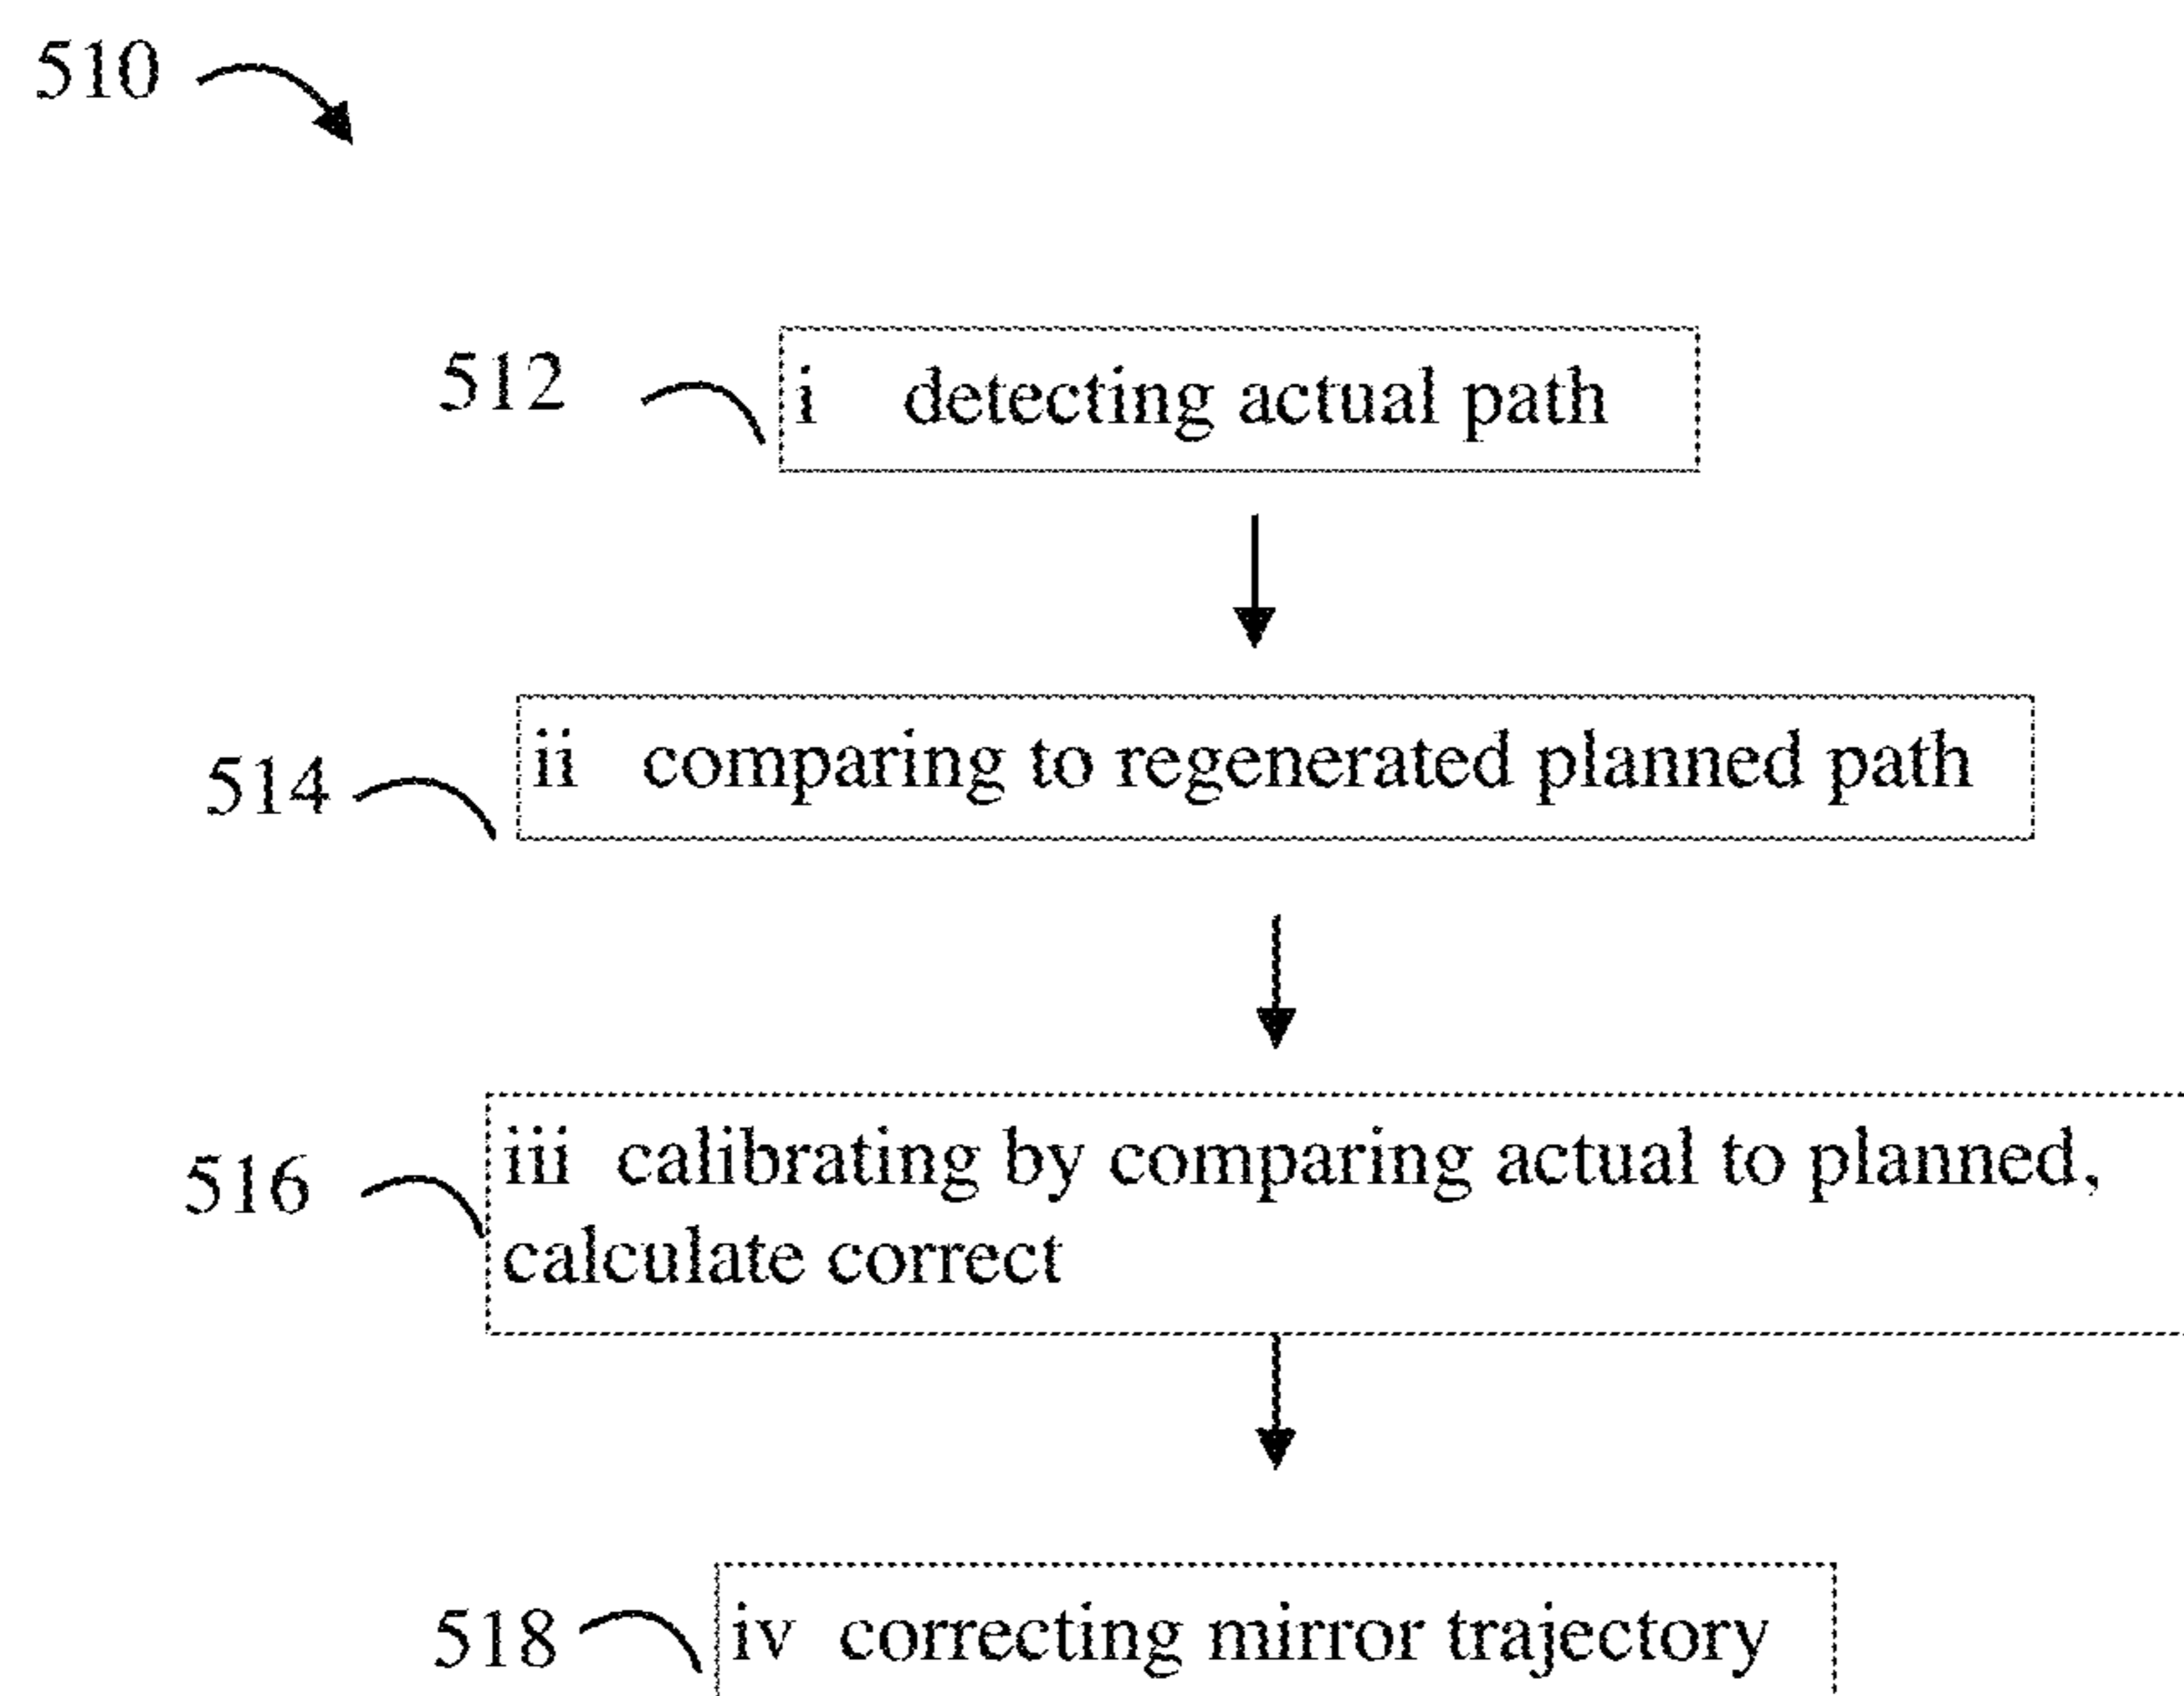 510
512
i detecting actual path
514
ii comparing to regenerated planned path
516
iii calibrating by comparing actual to planned,
calculate correct
518
iv correcting mirror trajectory